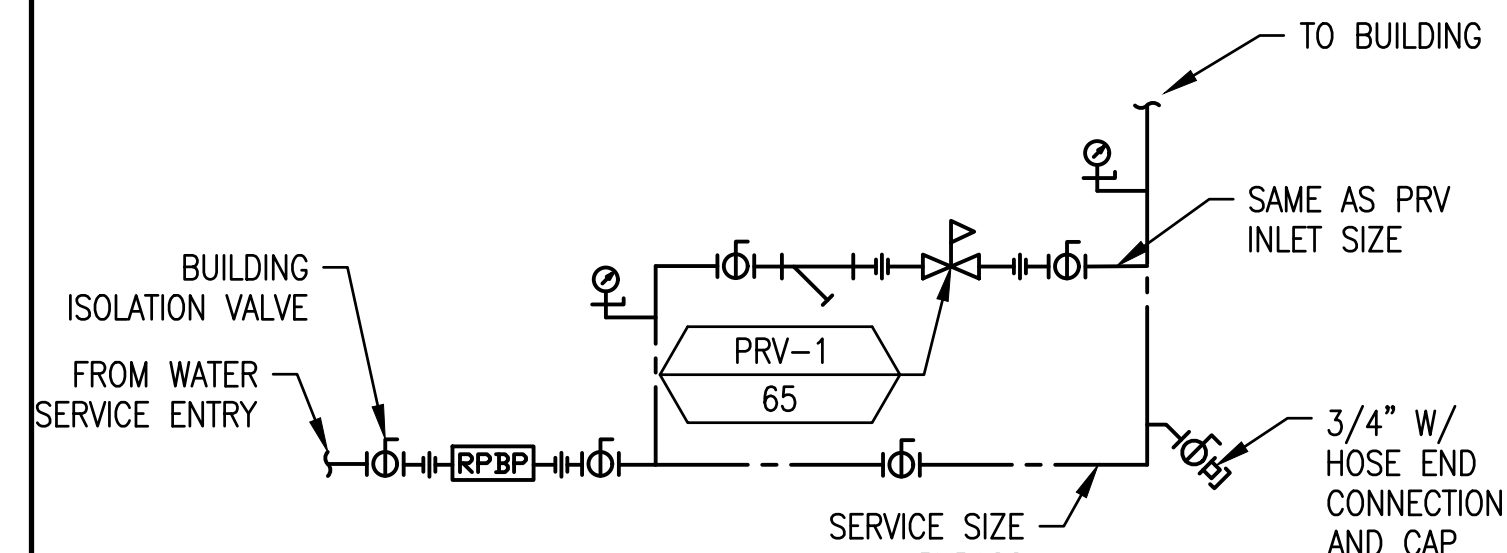 TO BUILDING
SAME AS PRV
INLET SIZE
BUILDING
ISOLATION VALVE
FROM WATER
SERVICE ENTRY
PRV-1
65
RPBP
3/4" W/
HOSE END
CONNECTION
AND CAP
SERVICE SIZE